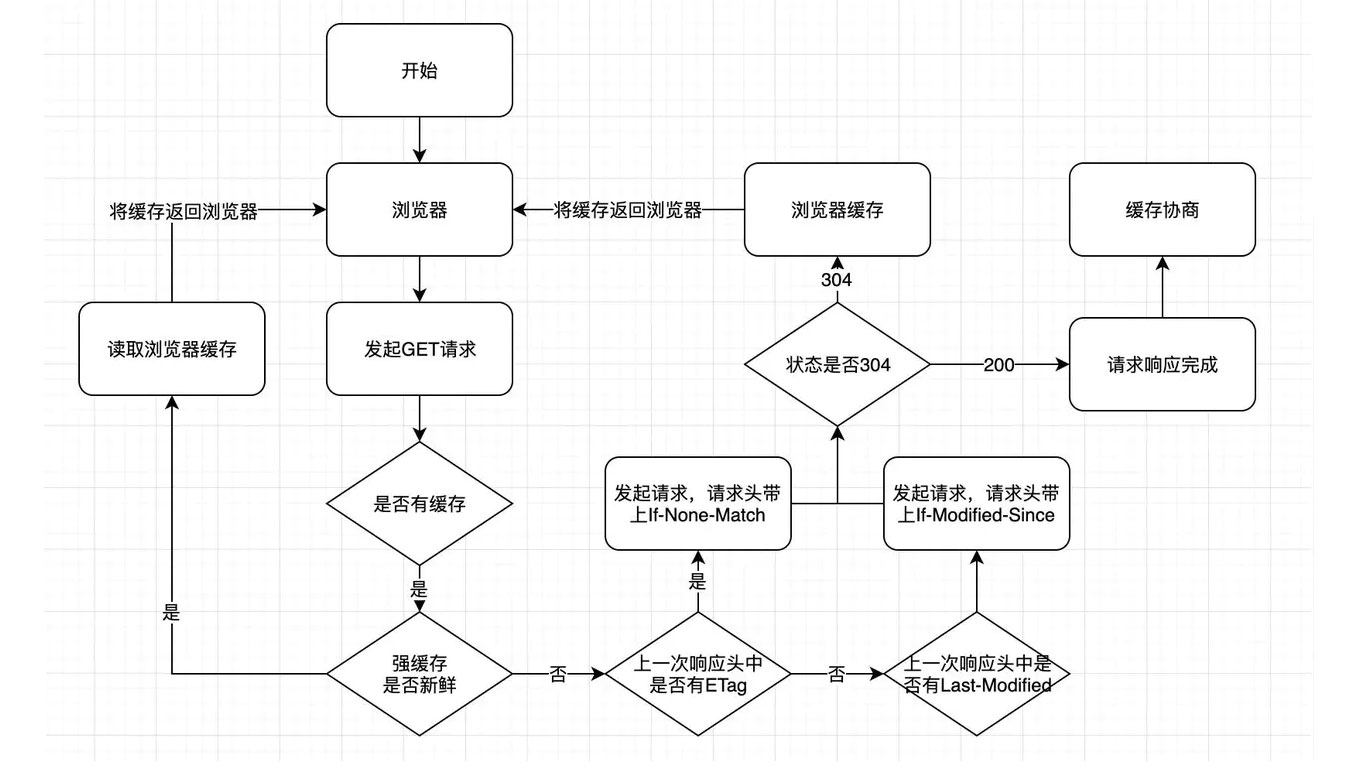 开始
将缓存返回浏览器
浏览器
将缓存返回浏览器
浏览器缓存
缓存协商
304
读取浏览器缓存
发起GET请求
状态是否304
200
请求响应完成
是否有缓存
发起请求，请求头带
上If-None-Match
发起请求，请求头带
上If-Modified-Since
是
是
是
强缓存
是否新鲜
否
上一次响应头中
是否有ETag
否
上一次响应头中是
否有Last-Modified